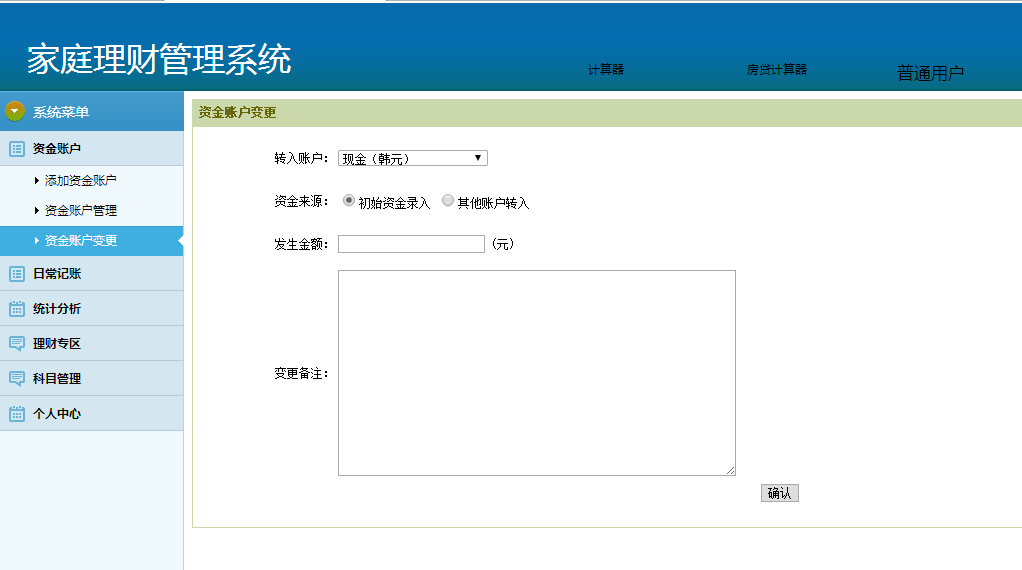 家庭理财管理系统
计算器
房贷计算器
普通用户
系统菜单
资金账户
添加资金账户
资金账户管理
资金账户变更
日常记账
统计分析
理财专区
科目管理
个人中心
资金账户变更
转入账户： 现金（韩元）
资金来源： 初始资金录入 其他账户转入
发生金额： （元）
变更备注：
确认